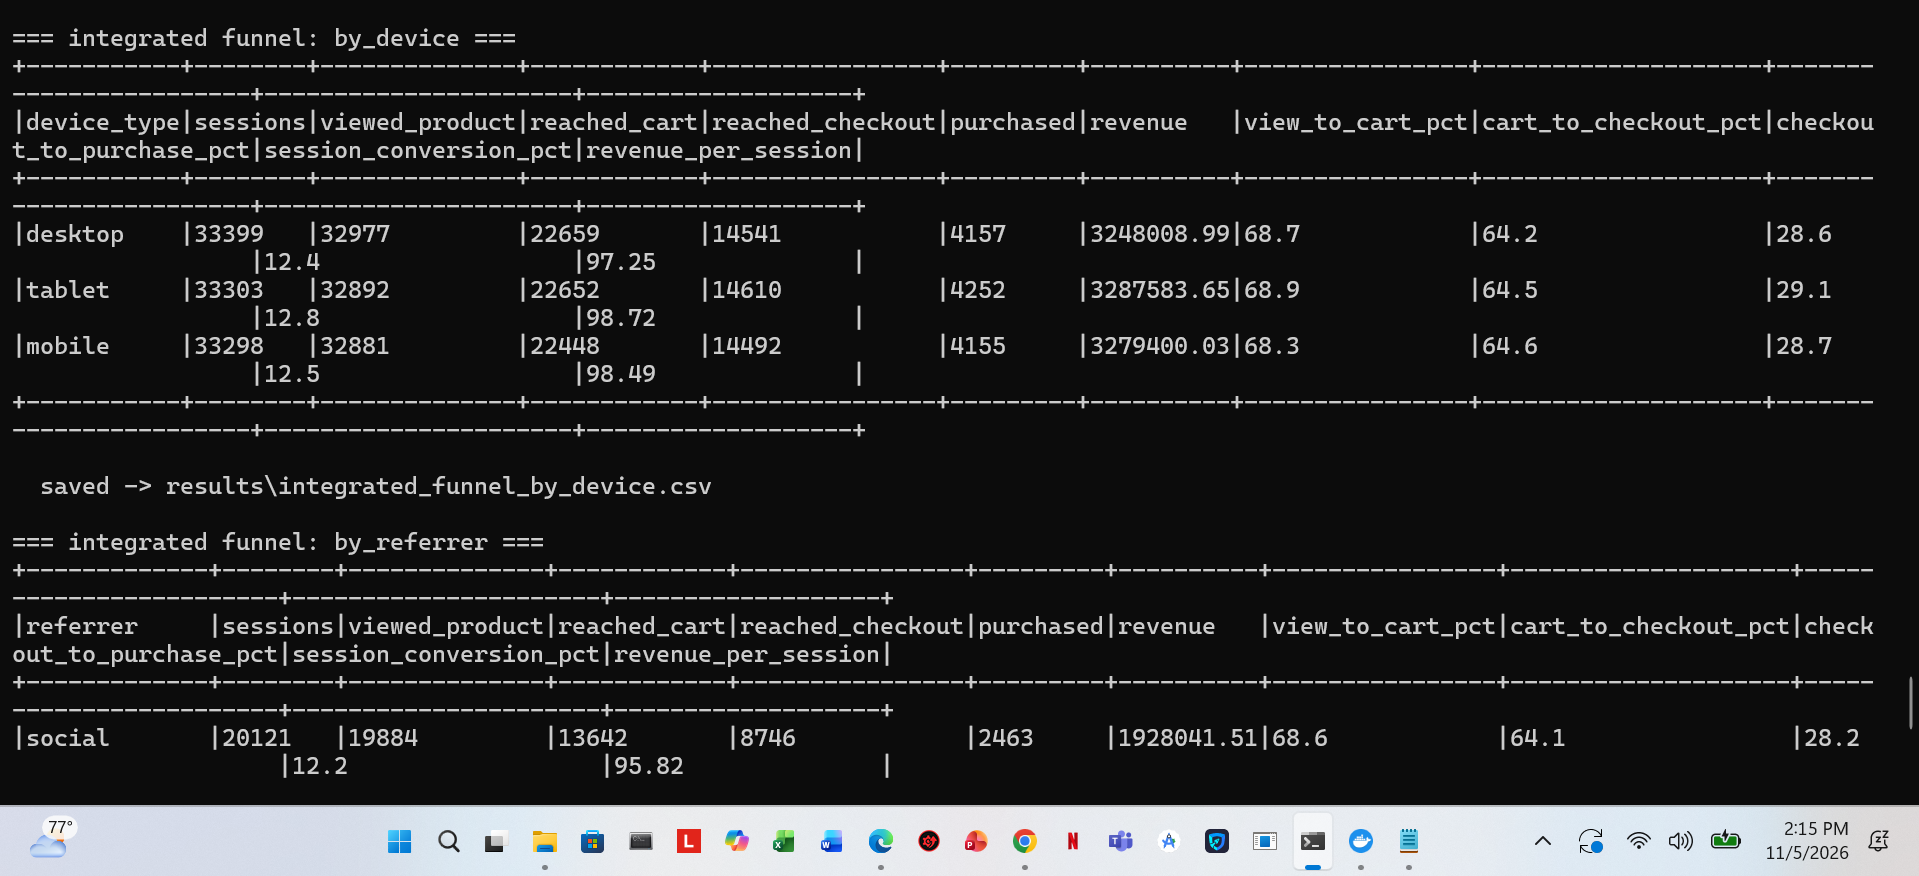 === integrated funnel: by_device ===
+-----------+--------+--------------+------------+----------------+---------+----------+----------------+--------------------+-------
-----------------+----------------------+-------------------+
|device_type|sessions|viewed_product|reached_cart|reached_checkout|purchased|revenue   |view_to_cart_pct|cart_to_checkout_pct|checkou
t_to_purchase_pct|session_conversion_pct|revenue_per_session|
+-----------+--------+--------------+------------+----------------+---------+----------+----------------+--------------------+-------
-----------------+----------------------+-------------------+
|desktop    |33399   |32977         |22659       |14541           |4157     |3248008.99|68.7            |64.2                |28.6
                 |12.4                  |97.25              |
|tablet     |33303   |32892         |22652       |14610           |4252     |3287583.65|68.9            |64.5                |29.1
                 |12.8                  |98.72              |
|mobile     |33298   |32881         |22448       |14492           |4155     |3279400.03|68.3            |64.6                |28.7
                 |12.5                  |98.49              |
+-----------+--------+--------------+------------+----------------+---------+----------+----------------+--------------------+-------
-----------------+----------------------+-------------------+
  saved -> results\integrated_funnel_by_device.csv
=== integrated funnel: by_referrer ===
+-------------+--------+--------------+------------+----------------+---------+----------+----------------+--------------------+-----
-------------------+----------------------+-------------------+
|referrer     |sessions|viewed_product|reached_cart|reached_checkout|purchased|revenue   |view_to_cart_pct|cart_to_checkout_pct|check
out_to_purchase_pct|session_conversion_pct|revenue_per_session|
+-------------+--------+--------------+------------+----------------+---------+----------+----------------+--------------------+-----
-------------------+----------------------+-------------------+
|social       |20121   |19884         |13642       |8746            |2463     |1928041.51|68.6            |64.1                |28.2
                   |12.2                  |95.82              |
77°
2:15 PM
11/5/2026